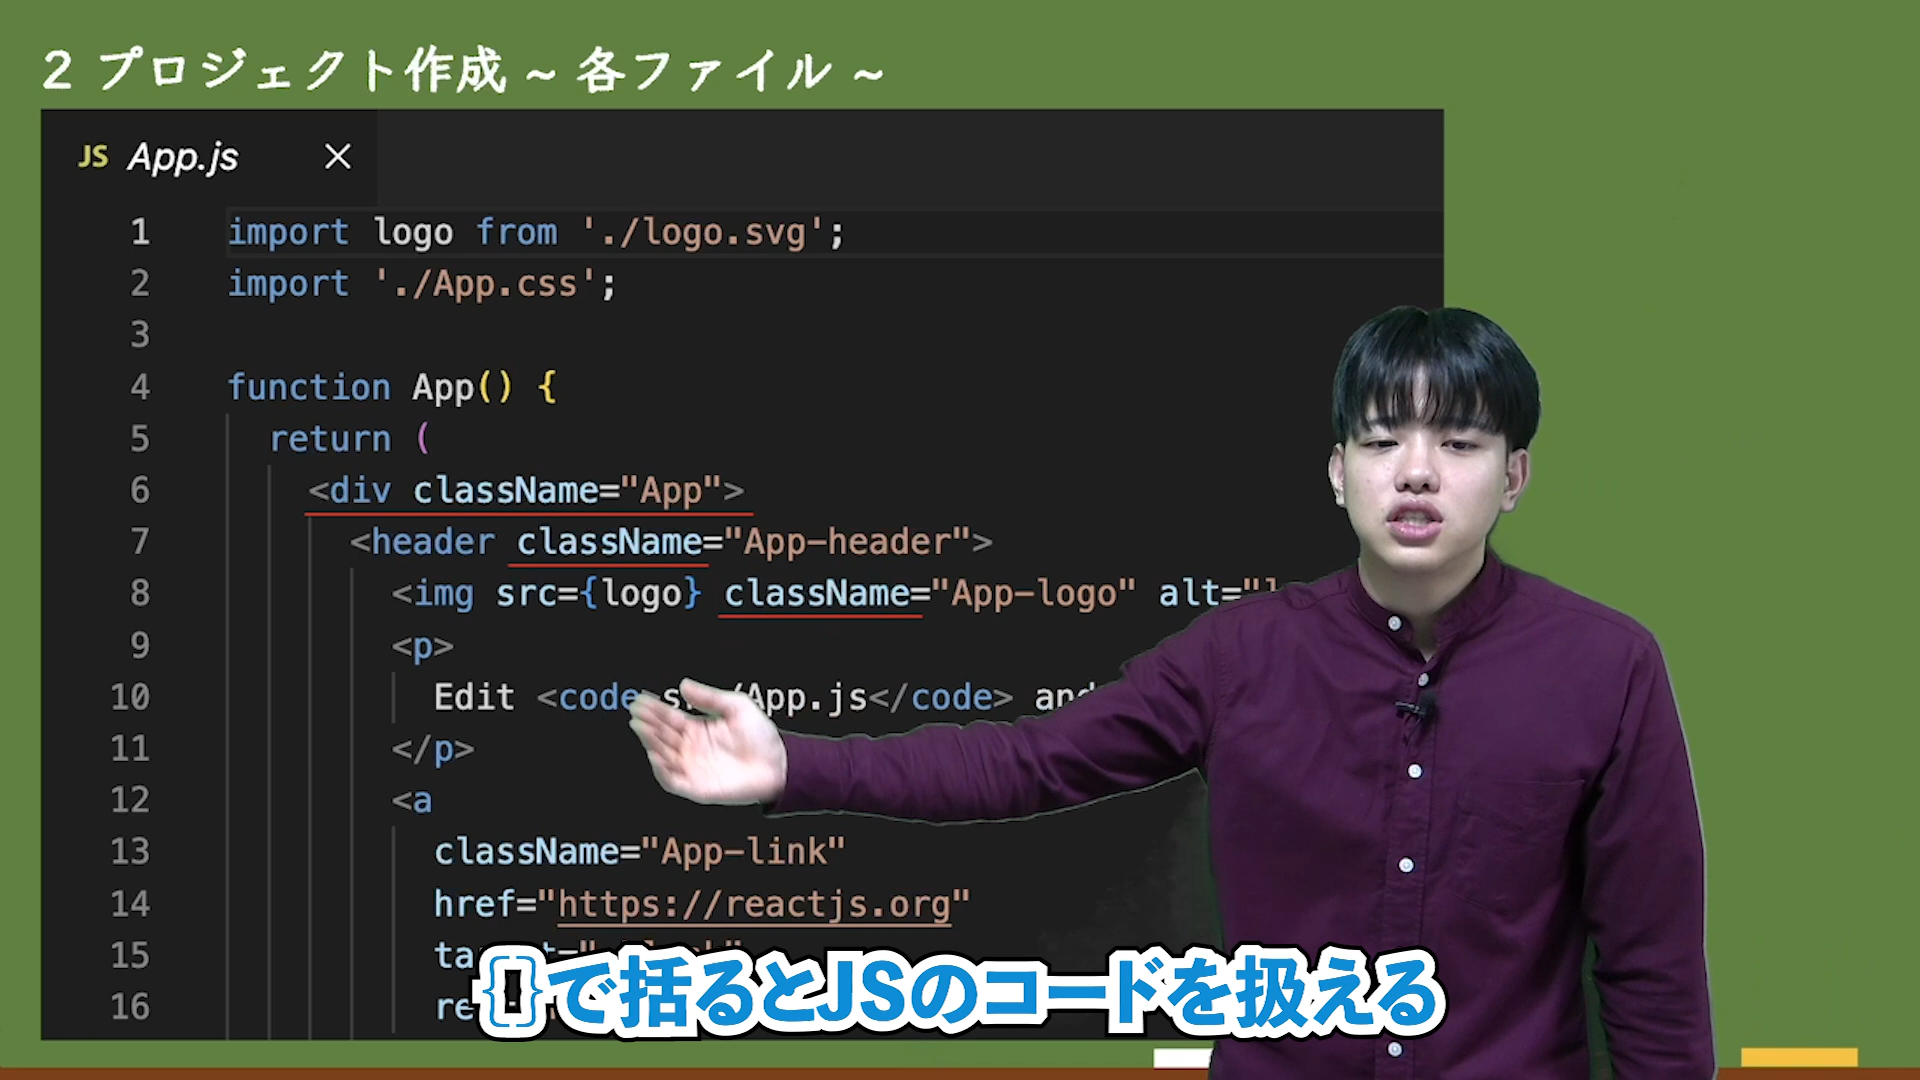 2 プロジェクト作成 ~ 各ファイル ~
JS App.js ×
1 import logo from './logo.svg';
2 import './App.css';
3
4 function App() {
5 return (
6 <div className="App">
7 <header className="App-header">
8 <img src={logo} className="App-logo" alt="
9 <p>
10 Edit <code App.js</code> and
11 </p>
12 <a
13 className="App-link"
14 href="https://reactjs.org"
15 ta
16 re
{}で括るとJSのコードを扱える